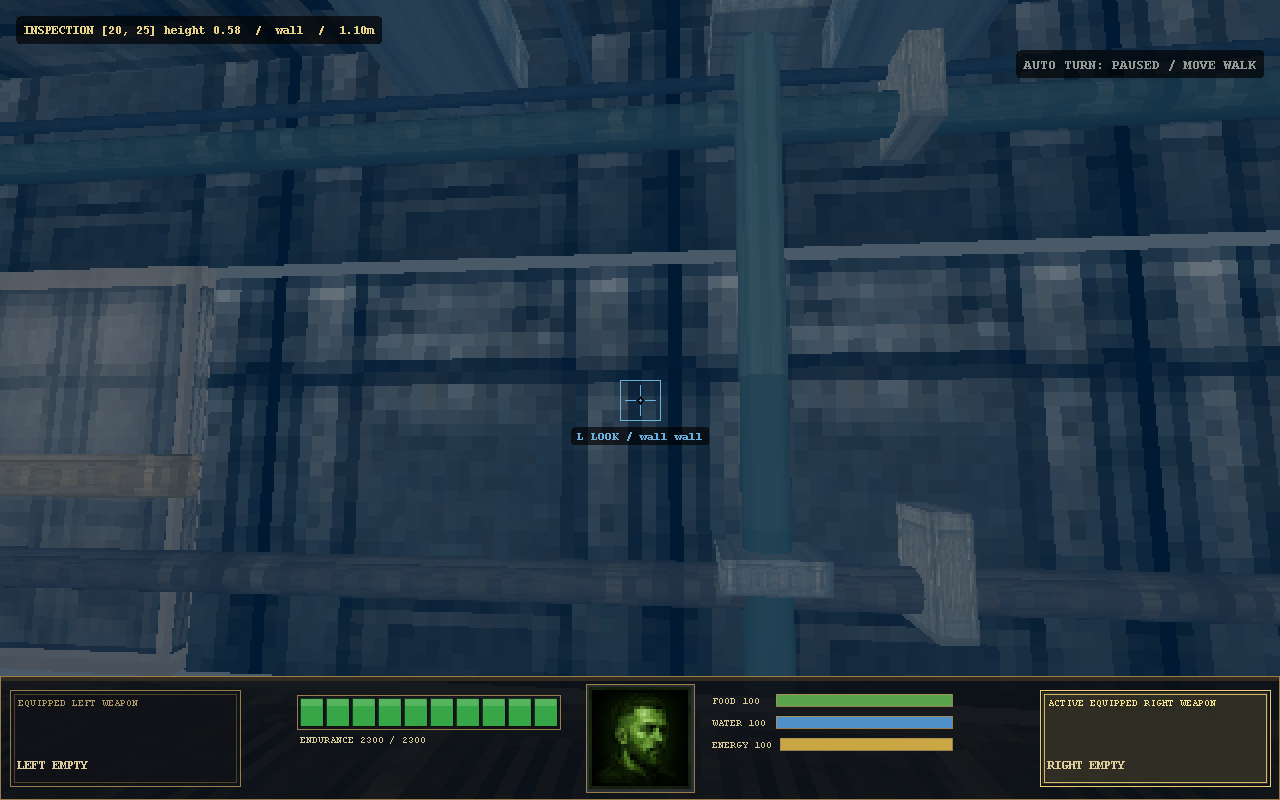 INSPECTION [20, 25] height 0.58 / wall / 1.10m
AUTO TURN: PAUSED / MOVE WALK
L LOOK / wall wall
EQUIPPED LEFT WEAPON
LEFT EMPTY
ENDURANCE 2300 / 2300
FOOD 100
WATER 100
ENERGY 100
ACTIVE EQUIPPED RIGHT WEAPON
RIGHT EMPTY